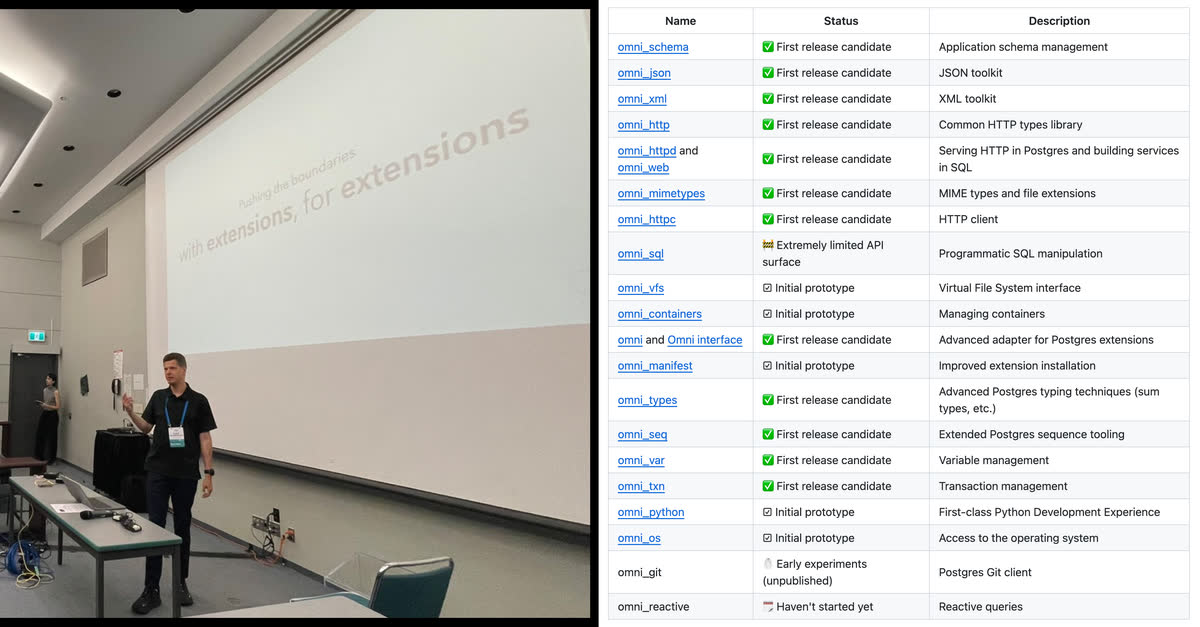 Pushing the boundaries
with extensions, for extensions
Name Status Description
omni_schema ✅ First release candidate Application schema management
omni_json ✅ First release candidate JSON toolkit
omni_xml ✅ First release candidate XML toolkit
omni_http ✅ First release candidate Common HTTP types library
omni_httpd and
omni_web
✅ First release candidate
Serving HTTP in Postgres and building services
in SQL
omni_mimetypes ✅ First release candidate MIME types and file extensions
omni_httpc ✅ First release candidate HTTP client
omni_sql
🚧 Extremely limited API
surface
Programmatic SQL manipulation
omni_vfs ☑ Initial prototype Virtual File System interface
omni_containers ☑ Initial prototype Managing containers
omni and Omni interface ✅ First release candidate Advanced adapter for Postgres extensions
omni_manifest ☑ Initial prototype Improved extension installation
omni_types
✅ First release candidate
Advanced Postgres typing techniques (sum
types, etc.)
omni_seq ✅ First release candidate Extended Postgres sequence tooling
omni_var ✅ First release candidate Variable management
omni_txn ✅ First release candidate Transaction management
omni_python ☑ Initial prototype First-class Python Development Experience
omni_os ☑ Initial prototype Access to the operating system
omni_git
Early experiments
(unpublished)
Postgres Git client
omni_reactive Haven't started yet Reactive queries